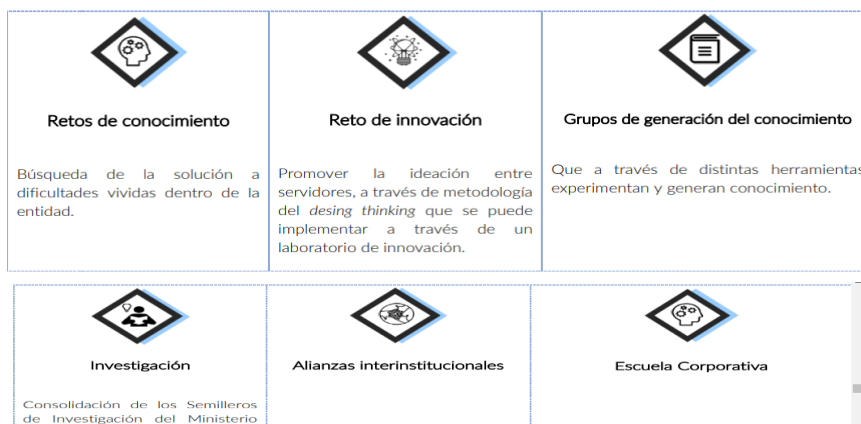 Retos de conocimiento
Búsqueda de la solución a
dificultades vividas dentro de la
entidad.
Reto de innovación
Promover la ideación entre
servidores, a través de metodología
del desing thinking que se puede
implementar a través de un
laboratorio de innovación.
Grupos de generación del conocimiento
Que a través de distintas herramientas
experimentan y generan conocimiento.
Investigación
Consolidación de los Semilleros
de Investigación del Ministerio
Alianzas interinstitucionales
Escuela Corporativa